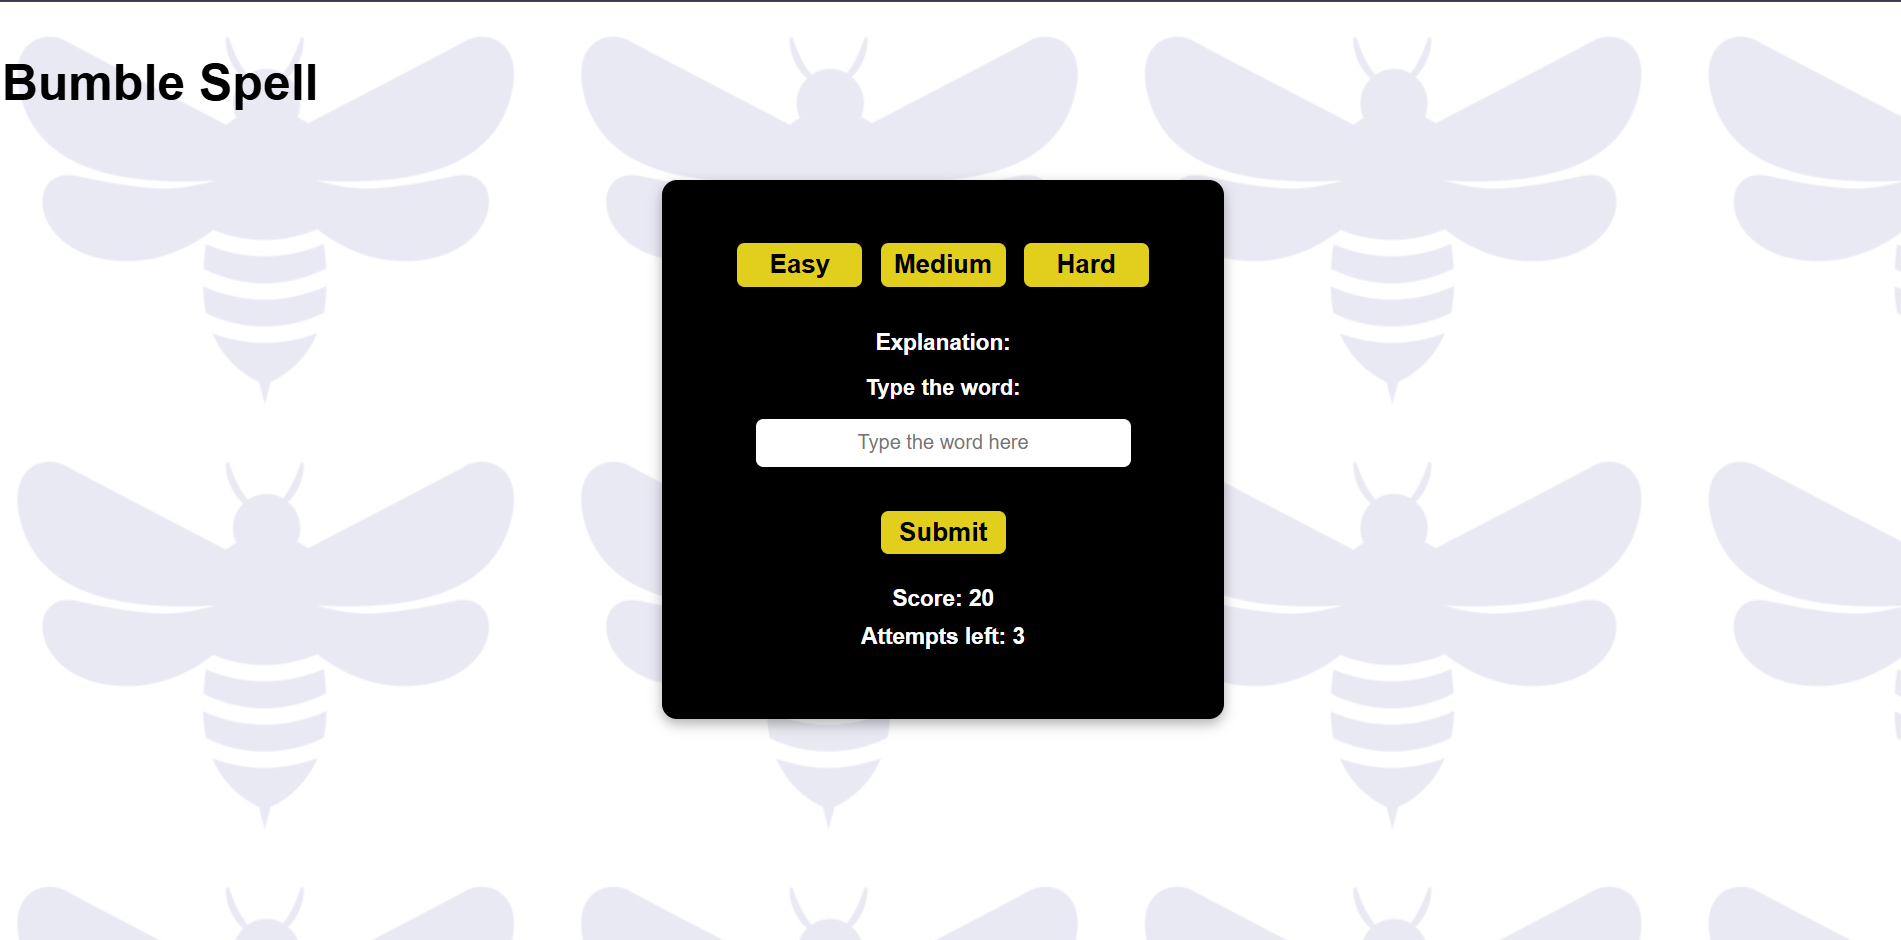 Bumble Spell
Easy Medium Hard
Explanation:
Type the word:
Type the word here
Submit
Score: 20
Attempts left: 3